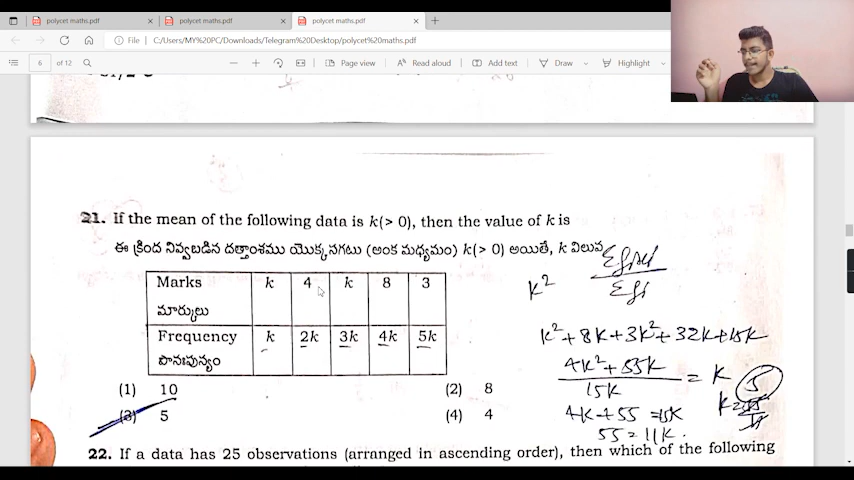 polycet maths.pdf
polycet maths.pdf
polycet maths.pdf
File | C:/Users/MY%20PC/Downloads/Telegram%20Desktop/polycet%20maths.pdf
6 of 12
Page view
Read aloud
Add text
Draw
Highlight
21. If the mean of the following data is k(> 0), then the value of k is
ఈ క్రింద నివ్వబడిన దత్తాంశము యొక్క సగటు (అంక మధ్యమం) k(> 0) అయితే, k విలువ
Σfixi
Σfi
k²
Marks k 4 k 8 3
మార్కులు
Frequency k 2k 3k 4k 5k
పౌనఃపున్యం
k²+8k+3k²+32k+15k
4k²+55k
15k
= k
5
4k+55 = 15k
55 = 11k.
(1) 10
(2) 8
(3) 5
(4) 4
22. If a data has 25 observations (arranged in ascending order), then which of the following